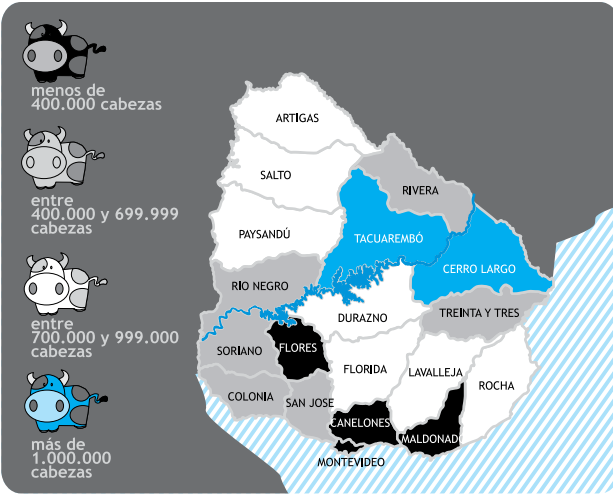 menos de
400.000 cabezas
entre
400.000 y 699.999
cabezas
entre
700.000 y 999.000
cabezas
más de
1.000.000
cabezas
ARTIGAS
SALTO
RIVERA
PAYSANDÚ
TACUAREMBÓ
CERRO LARGO
RIO NEGRO
DURAZNO
TREINTA Y TRES
SORIANO
FLORES
FLORIDA
LAVALLEJA
ROCHA
COLONIA
SAN JOSE
CANELONES
MALDONADO
MONTEVIDEO